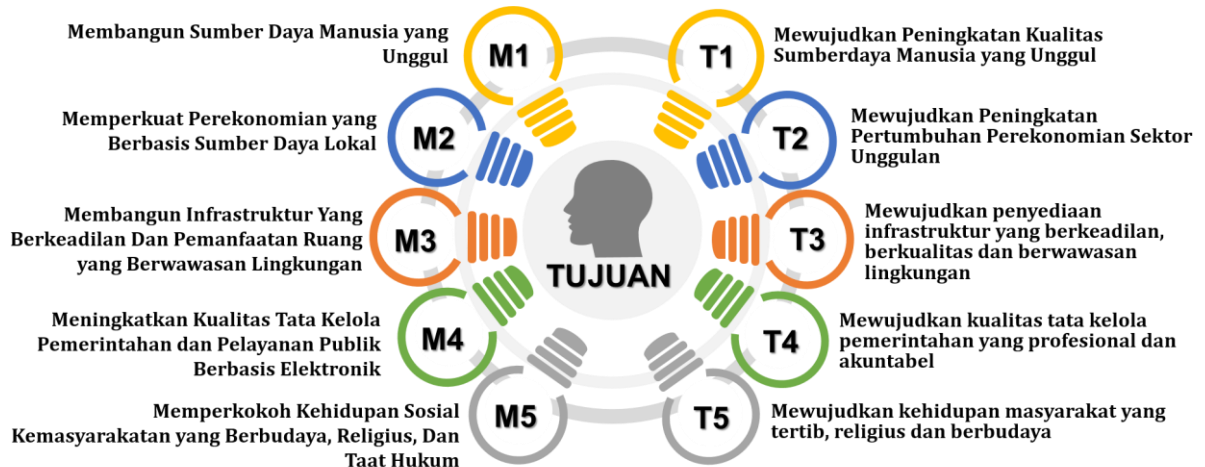 Membangun Sumber Daya Manusia yang
Unggul
M1
T1
Mewujudkan Peningkatan Kualitas
Sumberdaya Manusia yang Unggul
Memperkuat Perekonomian yang
Berbasis Sumber Daya Lokal
M2
T2
Mewujudkan Peningkatan
Pertumbuhan Perekonomian Sektor
Unggulan
Membangun Infrastruktur Yang
Berkeadilan Dan Pemanfaatan Ruang
yang Berwawasan Lingkungan
M3
TUJUAN
T3
Mewujudkan penyediaan
infrastruktur yang berkeadilan,
berkualitas dan berwawasan
lingkungan
Meningkatkan Kualitas Tata Kelola
Pemerintahan dan Pelayanan Publik
Berbasis Elektronik
M4
T4
Mewujudkan kualitas tata kelola
pemerintahan yang profesional dan
akuntabel
Memperkokoh Kehidupan Sosial
Kemasyarakatan yang Berbudaya, Religius, Dan
Taat Hukum
M5
T5
Mewujudkan kehidupan masyarakat yang
tertib, religius dan berbudaya